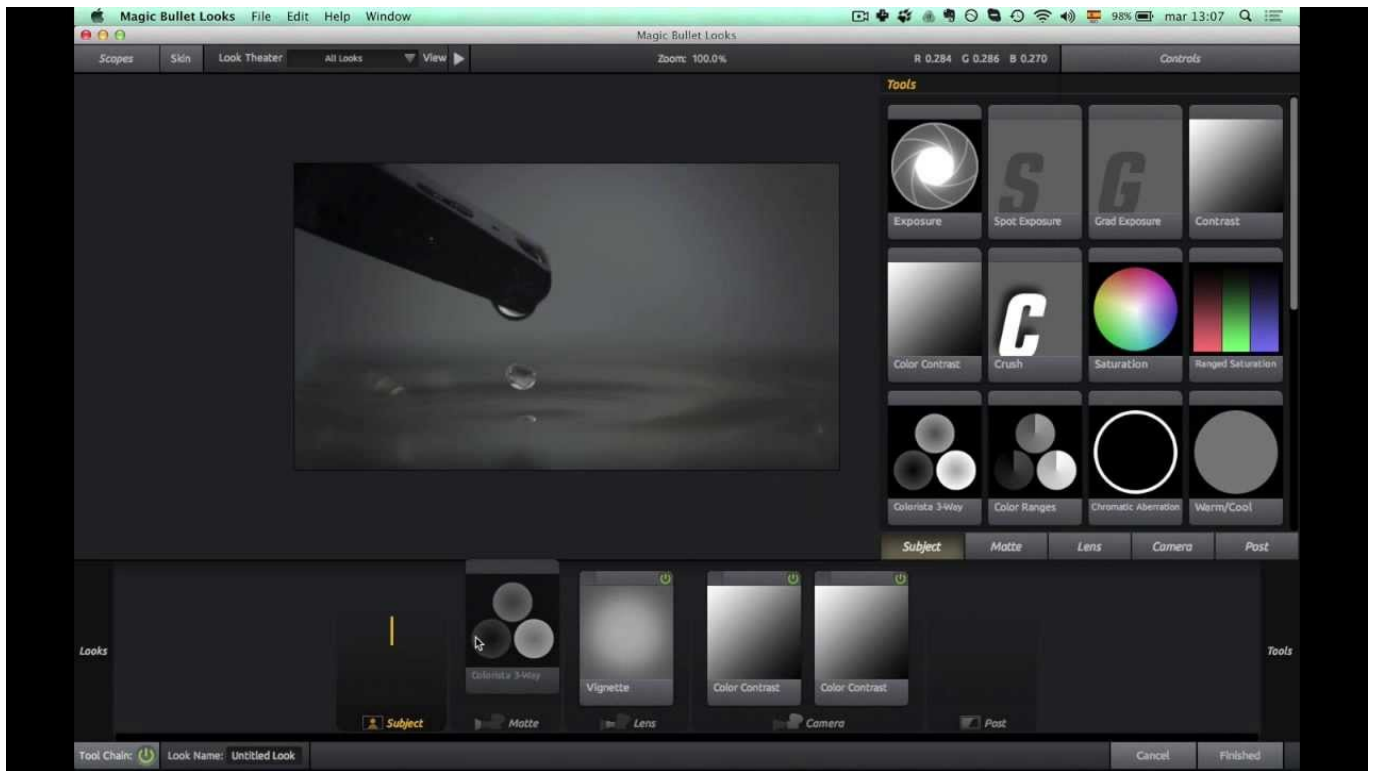 Magic Bullet Looks File Edit Help Window 98% mar 13:07
Magic Bullet Looks
Scopes Skin Look Theater All Looks View Zoom: 100.0% R 0.284 G 0.286 B 0.270 Controls
Tools
S G
Exposure Spot Exposure Grad Exposure Contrast
C
Color Contrast Crush Saturation Ranged Saturation
Colorista 3-Way Color Ranges Chromatic Aberration Warm/Cool
Subject Matte Lens Camera Post
Looks Tools
Colorista 3-Way Vignette Color Contrast Color Contrast
Subject Matte Lens Camera Post
Tool Chain: Look Name: Untitled Look Cancel Finished